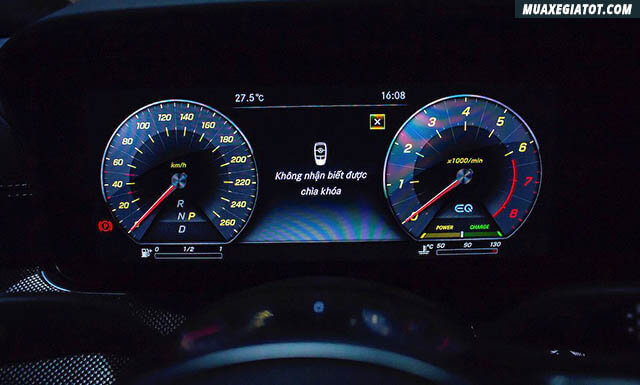 MUAXEGIATOT.COM
27.5°C 16:08
Không nhận biết được
chìa khóa
km/h
20
40
60
80
100
120
140
160
180
200
220
240
260
R
N P
D
0 1/2 1
x1000/min
0
1
2
3
4
5
6
7
8
EQ
POWER CHARGE
°C 50 90 130